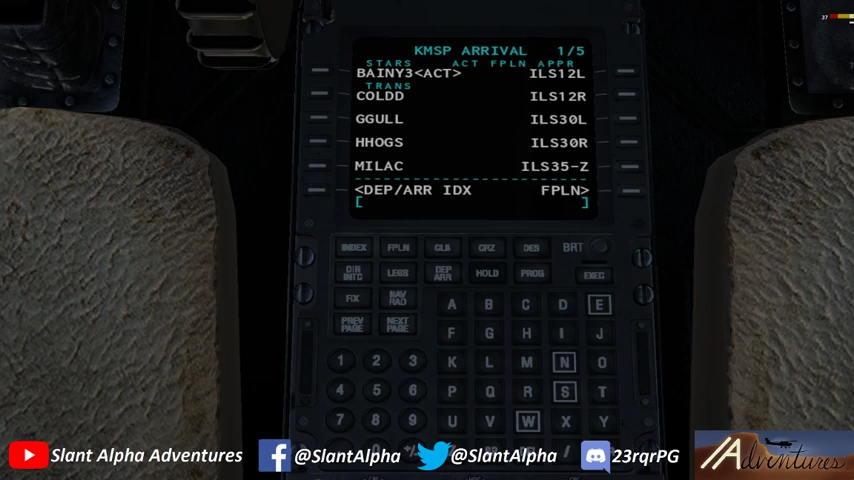 37
KMSP ARRIVAL 1/5
STARS ACT FPLN APPR
BAINY3<ACT> ILS12L
TRANS
COLDD ILS12R
GGULL ILS30L
HHOGS ILS30R
MILAC ILS35-Z
<DEP/ARR IDX FPLN>
[ ]
INDEX FPLN CLB CRZ DES BRT
DIR INTC LEGS DEP ARR HOLD PROG EXEC
FIX NAV RAD A B C D E
PREV PAGE NEXT PAGE F G H I J
1 2 3 K L M N O
4 5 6 P Q R S T
7 8 9 U V W X Y
Slant Alpha Adventures @SlantAlpha @SlantAlpha 23rqrPG
Adventures